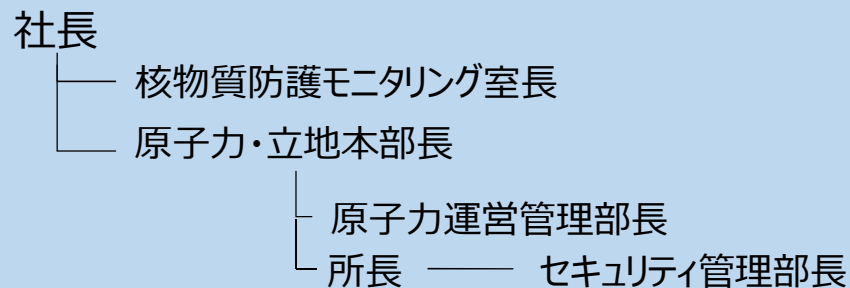 社長
核物質防護モニタリング室長
原子力・立地本部長
原子力運営管理部長
所長 セキュリティ管理部長